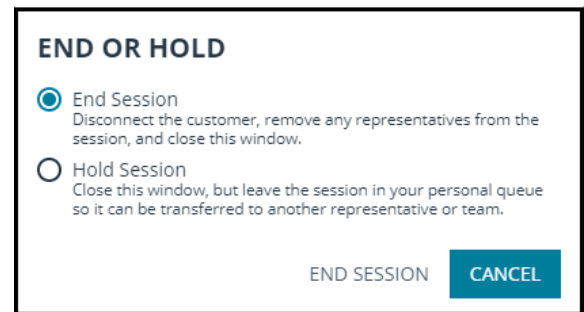 END OR HOLD
End Session
Disconnect the customer, remove any representatives from the
session, and close this window.
Hold Session
Close this window, but leave the session in your personal queue
so it can be transferred to another representative or team.
END SESSION CANCEL